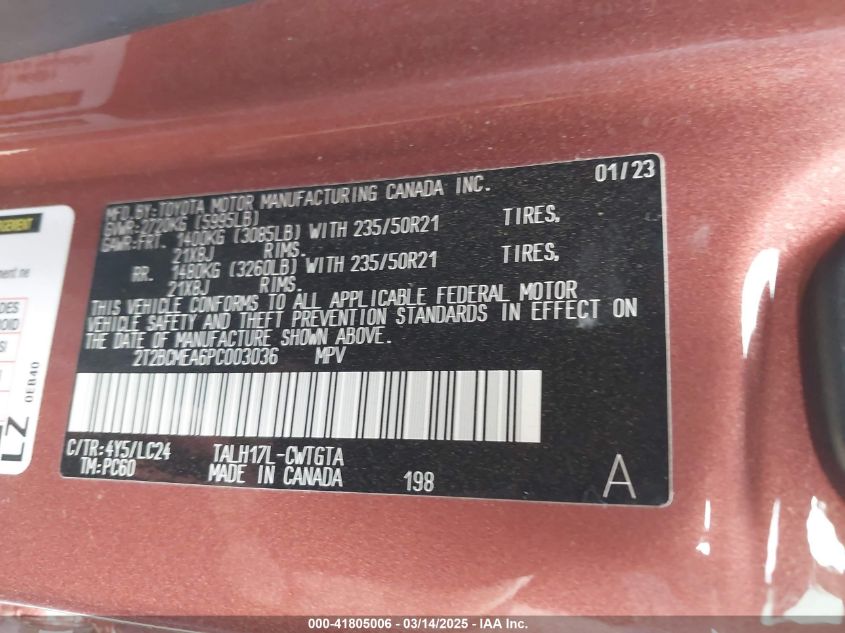 01/23
MFD.BY:TOYOTA MOTOR MANUFACTURING CANADA INC.
GVWR:2720KG (5995LB)
GAWR:FRT. 1400KG (3085LB) WITH 235/50R21 TIRES,
21X8J RIMS.
RR. 1480KG (3260LB) WITH 235/50R21 TIRES,
21X8J RIMS.
THIS VEHICLE CONFORMS TO ALL APPLICABLE FEDERAL MOTOR
VEHICLE SAFETY AND THEFT PREVENTION STANDARDS IN EFFECT ON
THE DATE OF MANUFACTURE SHOWN ABOVE.
2T2BCMEA6PC003036 MPV
C/TR:4Y5/LC24 TALH17L-CWTGTA
TM:PC60 MADE IN CANADA 198 A
0EB40
LZ
000-41805006 - 03/14/2025 - IAA Inc.